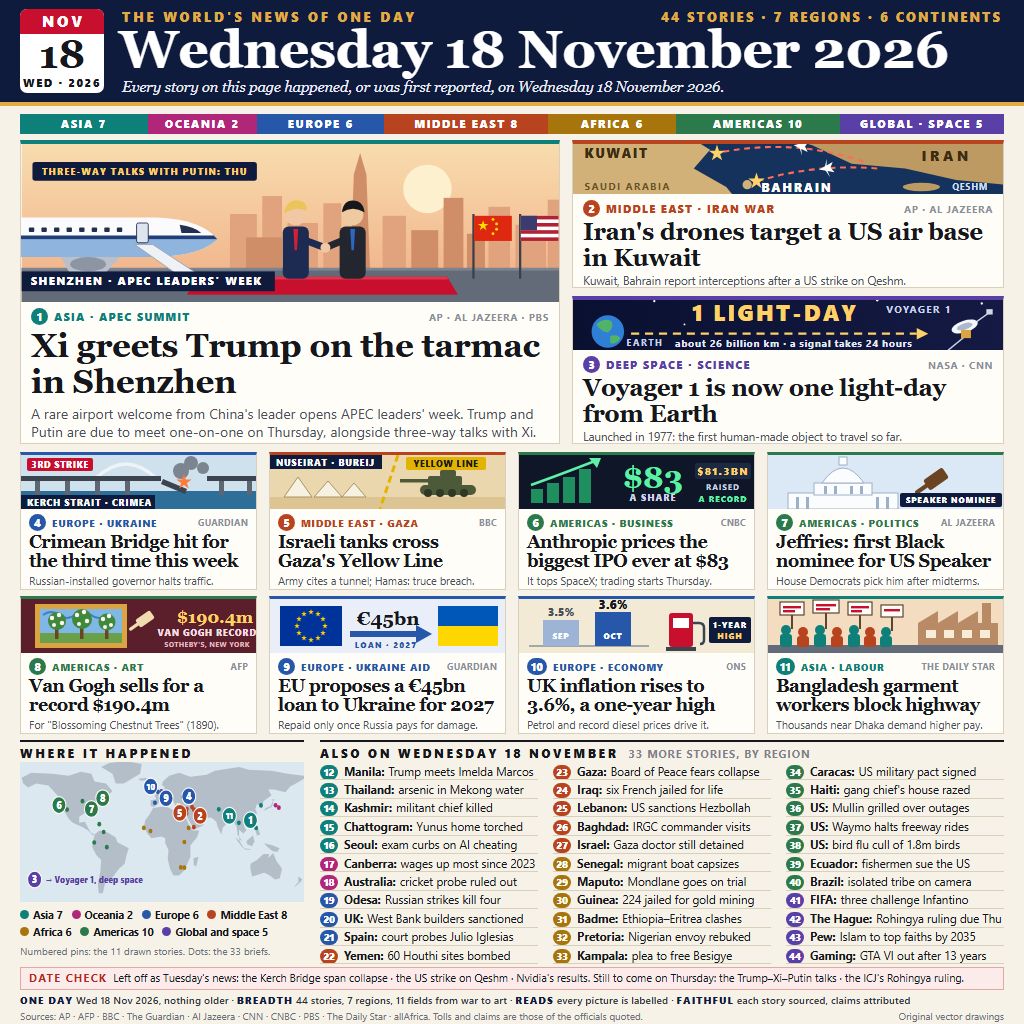 NOV
18
WED · 2026
THE WORLD'S NEWS OF ONE DAY
44 STORIES · 7 REGIONS · 6 CONTINENTS
Wednesday 18 November 2026
Every story on this page happened, or was first reported, on Wednesday 18 November 2026.
ASIA 7
OCEANIA 2
EUROPE 6
MIDDLE EAST 8
AFRICA 6
AMERICAS 10
GLOBAL · SPACE 5
THREE-WAY TALKS WITH PUTIN: THU
SHENZHEN · APEC LEADERS' WEEK
1 ASIA · APEC SUMMIT
AP · AL JAZEERA · PBS
Xi greets Trump on the tarmac
in Shenzhen
A rare airport welcome from China's leader opens APEC leaders' week. Trump and
Putin are due to meet one-on-one on Thursday, alongside three-way talks with Xi.
KUWAIT
IRAN
SAUDI ARABIA
BAHRAIN
QESHM
2 MIDDLE EAST · IRAN WAR
AP · AL JAZEERA
Iran's drones target a US air base
in Kuwait
Kuwait, Bahrain report interceptions after a US strike on Qeshm.
1 LIGHT-DAY
VOYAGER 1
EARTH
about 26 billion km · a signal takes 24 hours
3 DEEP SPACE · SCIENCE
NASA · CNN
Voyager 1 is now one light-day
from Earth
Launched in 1977: the first human-made object to travel so far.
3RD STRIKE
KERCH STRAIT · CRIMEA
4 EUROPE · UKRAINE
GUARDIAN
Crimean Bridge hit for
the third time this week
Russian-installed governor halts traffic.
NUSEIRAT · BUREIJ
YELLOW LINE
5 MIDDLE EAST · GAZA
BBC
Israeli tanks cross
Gaza's Yellow Line
Army cites a tunnel; Hamas: truce breach.
$83
A SHARE
$81.3BN
RAISED
A RECORD
6 AMERICAS · BUSINESS
CNBC
Anthropic prices the
biggest IPO ever at $83
It tops SpaceX; trading starts Thursday.
SPEAKER NOMINEE
7 AMERICAS · POLITICS
AL JAZEERA
Jeffries: first Black
nominee for US Speaker
House Democrats pick him after midterms.
$190.4m
VAN GOGH RECORD
SOTHEBY'S, NEW YORK
8 AMERICAS · ART
AFP
Van Gogh sells for a
record $190.4m
For "Blossoming Chestnut Trees" (1890).
€45bn
LOAN · 2027
9 EUROPE · UKRAINE AID
GUARDIAN
EU proposes a €45bn
loan to Ukraine for 2027
Repaid only once Russia pays for damage.
3.5%
SEP
3.6%
OCT
1-YEAR
HIGH
10 EUROPE · ECONOMY
ONS
UK inflation rises to
3.6%, a one-year high
Petrol and record diesel prices drive it.
11 ASIA · LABOUR
THE DAILY STAR
Bangladesh garment
workers block highway
Thousands near Dhaka demand higher pay.
WHERE IT HAPPENED
6
7
8
10
9
4
5
2
11
1
3 – Voyager 1, deep space
Asia 7
Oceania 2
Europe 6
Middle East 8
Africa 6
Americas 10
Global and space 5
Numbered pins: the 11 drawn stories. Dots: the 33 briefs.
ALSO ON WEDNESDAY 18 NOVEMBER 33 MORE STORIES, BY REGION
12 Manila: Trump meets Imelda Marcos
13 Thailand: arsenic in Mekong water
14 Kashmir: militant chief killed
15 Chattogram: Yunus home torched
16 Seoul: exam curbs on AI cheating
17 Canberra: wages up most since 2023
18 Australia: cricket probe ruled out
19 Odesa: Russian strikes kill four
20 UK: West Bank builders sanctioned
21 Spain: court probes Julio Iglesias
22 Yemen: 60 Houthi sites bombed
23 Gaza: Board of Peace fears collapse
24 Iraq: six French jailed for life
25 Lebanon: US sanctions Hezbollah
26 Baghdad: IRGC commander visits
27 Israel: Gaza doctor still detained
28 Senegal: migrant boat capsizes
29 Maputo: Mondlane goes on trial
30 Guinea: 224 jailed for gold mining
31 Badme: Ethiopia–Eritrea clashes
32 Pretoria: Nigerian envoy rebuked
33 Kampala: plea to free Besigye
34 Caracas: US military pact signed
35 Haiti: gang chief's house razed
36 US: Mullin grilled over outages
37 US: Waymo halts freeway rides
38 US: bird flu cull of 1.8m birds
39 Ecuador: fishermen sue the US
40 Brazil: isolated tribe on camera
41 FIFA: three challenge Infantino
42 The Hague: Rohingya ruling due Thu
43 Pew: Islam to top faiths by 2035
44 Gaming: GTA VI out after 13 years
DATE CHECK Left off as Tuesday's news: the Kerch Bridge span collapse · the US strike on Qeshm · Nvidia's results. Still to come on Thursday: the Trump–Xi–Putin talks · the ICJ's Rohingya ruling.
ONE DAY Wed 18 Nov 2026, nothing older · BREADTH 44 stories, 7 regions, 11 fields from war to art · READS every picture is labelled · FAITHFUL each story sourced, claims attributed
Sources: AP · AFP · BBC · The Guardian · Al Jazeera · CNN · CNBC · PBS · The Daily Star · allAfrica. Tolls and claims are those of the officials quoted.
Original vector drawings